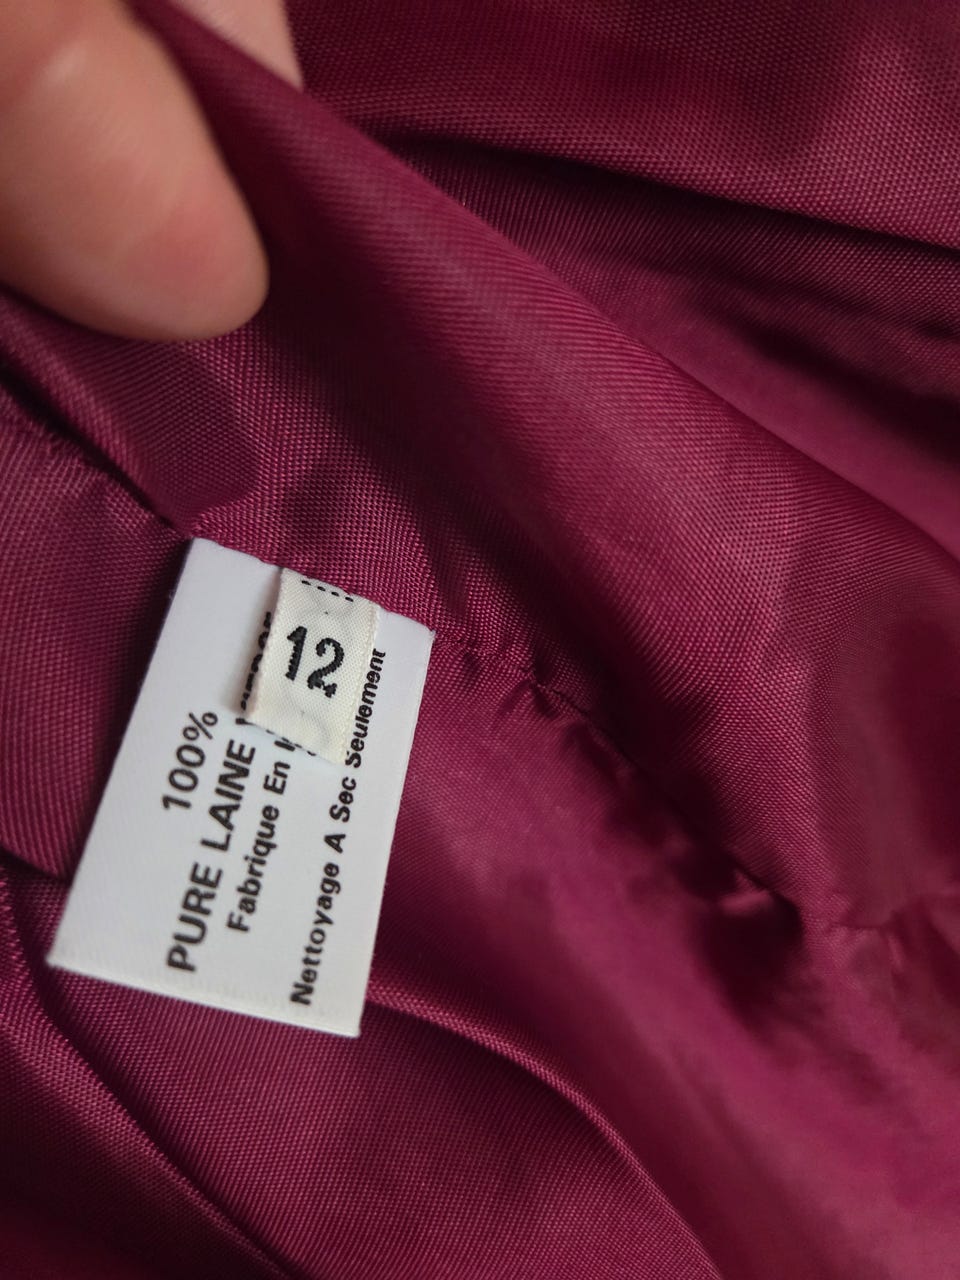 12
100%
PURE LAINE
Fabrique En
Nettoyage A Sec Seulement